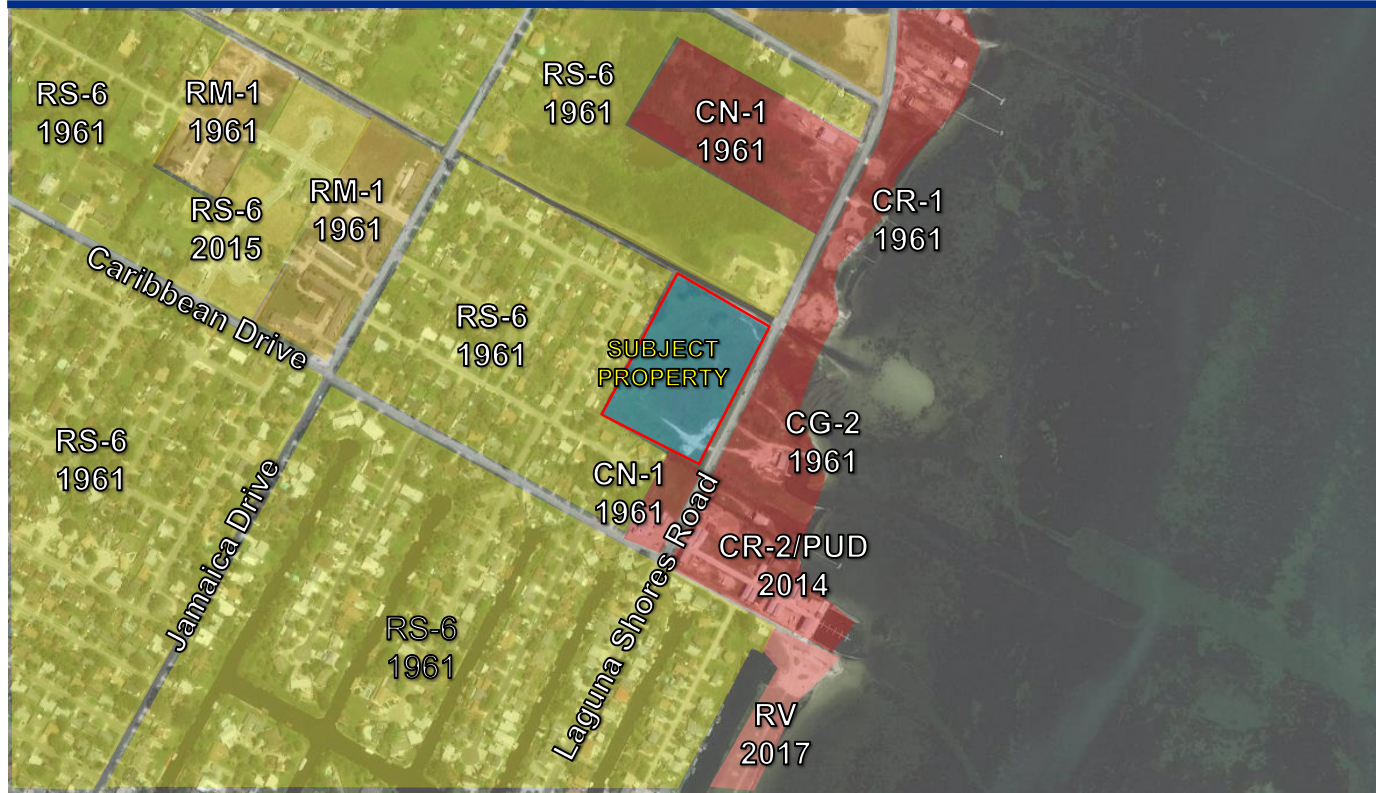 RS-6
1961
RM-1
1961
RS-6
1961
CN-1
1961
RM-1
1961
RS-6
2015
CR-1
1961
Caribbean Drive
RS-6
1961
SUBJECT
PROPERTY
RS-6
1961
CG-2
1961
CN-1
1961
Jamaica Drive
Laguna Shores Road
CR-2/PUD
2014
RS-6
1961
RV
2017